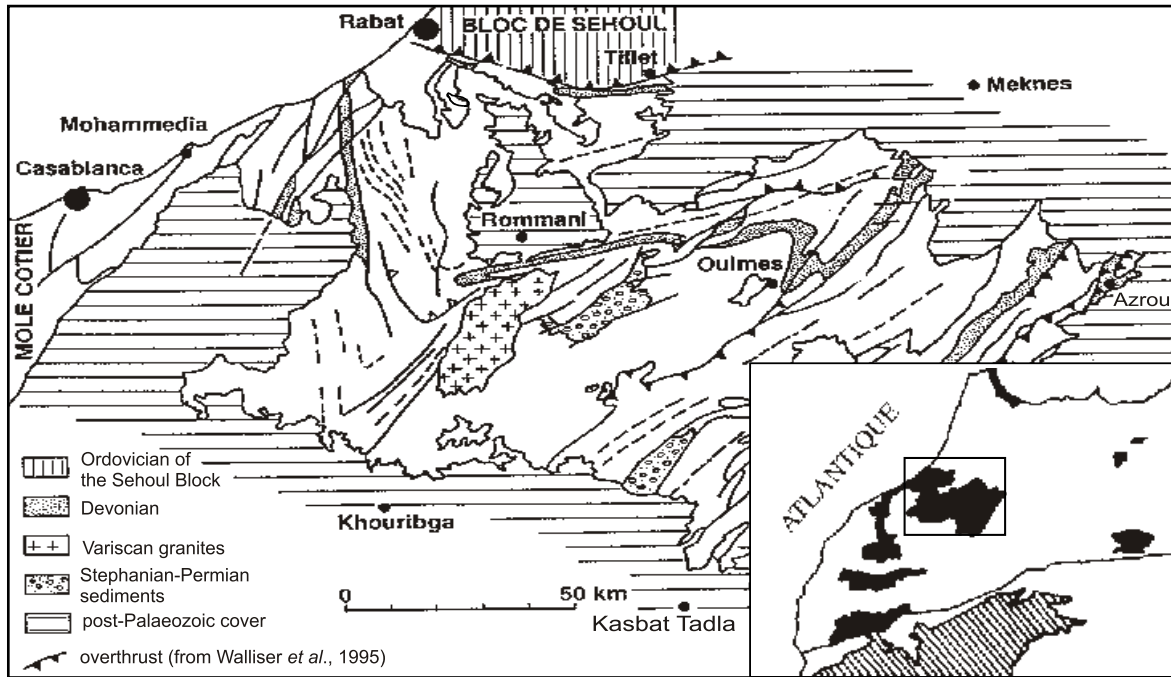 Rabat
BLOC DE SEHOUL
Tiflet
Meknes
Mohammedia
Casablanca
Rommani
Oulmes
Azrou
MOLE COTIER
ATLANTIQUE
Ordovician of
the Sehoul Block
Devonian
Variscan granites
Stephanian-Permian
sediments
post-Palaeozoic cover
overthrust (from Walliser et al., 1995)
Khouribga
0 50 km
Kasbat Tadla